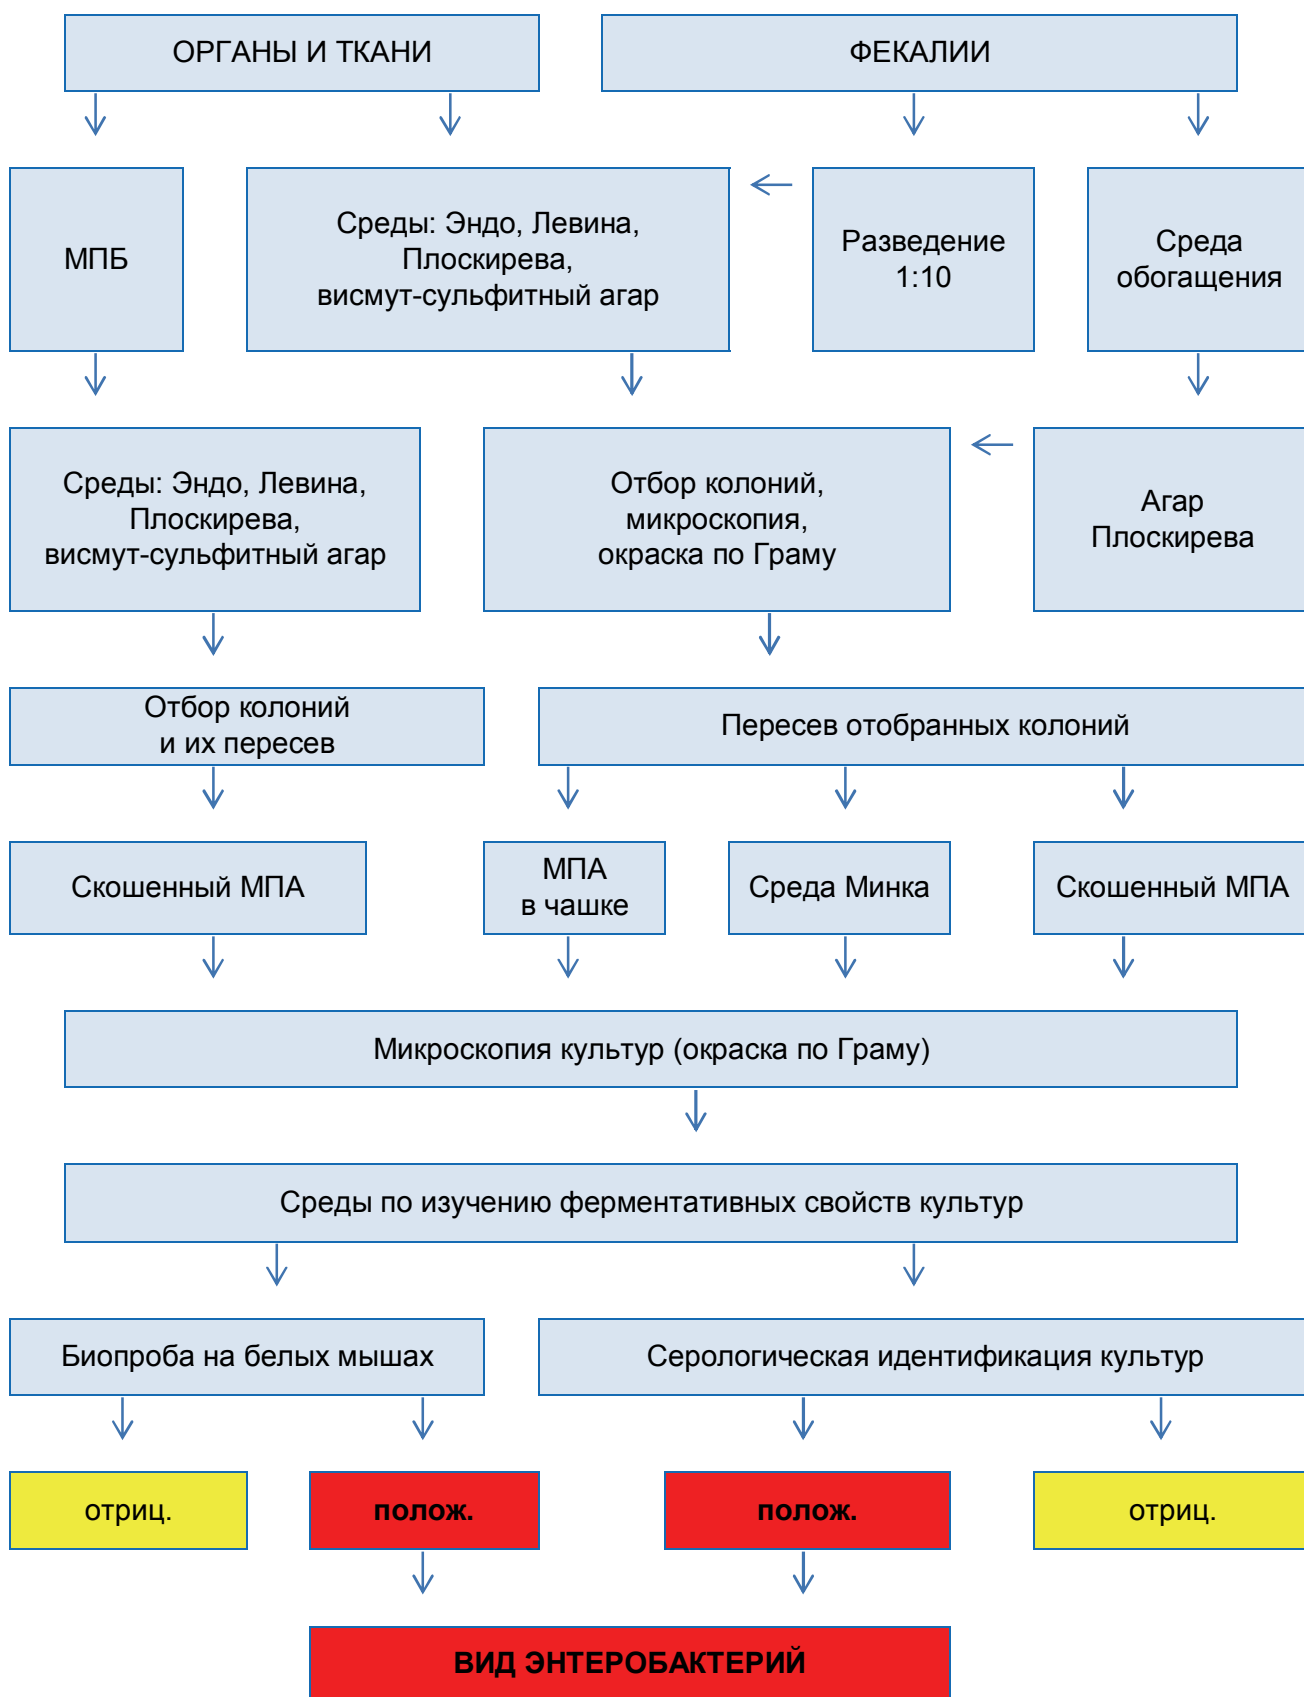 ОРГАНЫ И ТКАНИ
ФЕКАЛИИ
МПБ
Среды: Эндо, Левина,
Плоскирева,
висмут-сульфитный агар
Разведение
1:10
Среда
обогащения
Среды: Эндо, Левина,
Плоскирева,
висмут-сульфитный агар
Отбор колоний,
микроскопия,
окраска по Граму
Агар
Плоскирева
Отбор колоний
и их пересев
Пересев отобранных колоний
Скошенный МПА
МПА
в чашке
Среда Минка
Скошенный МПА
Микроскопия культур (окраска по Граму)
Среды по изучению ферментативных свойств культур
Биопроба на белых мышах
Серологическая идентификация культур
отриц.
полож.
полож.
отриц.
ВИД ЭНТЕРОБАКТЕРИЙ